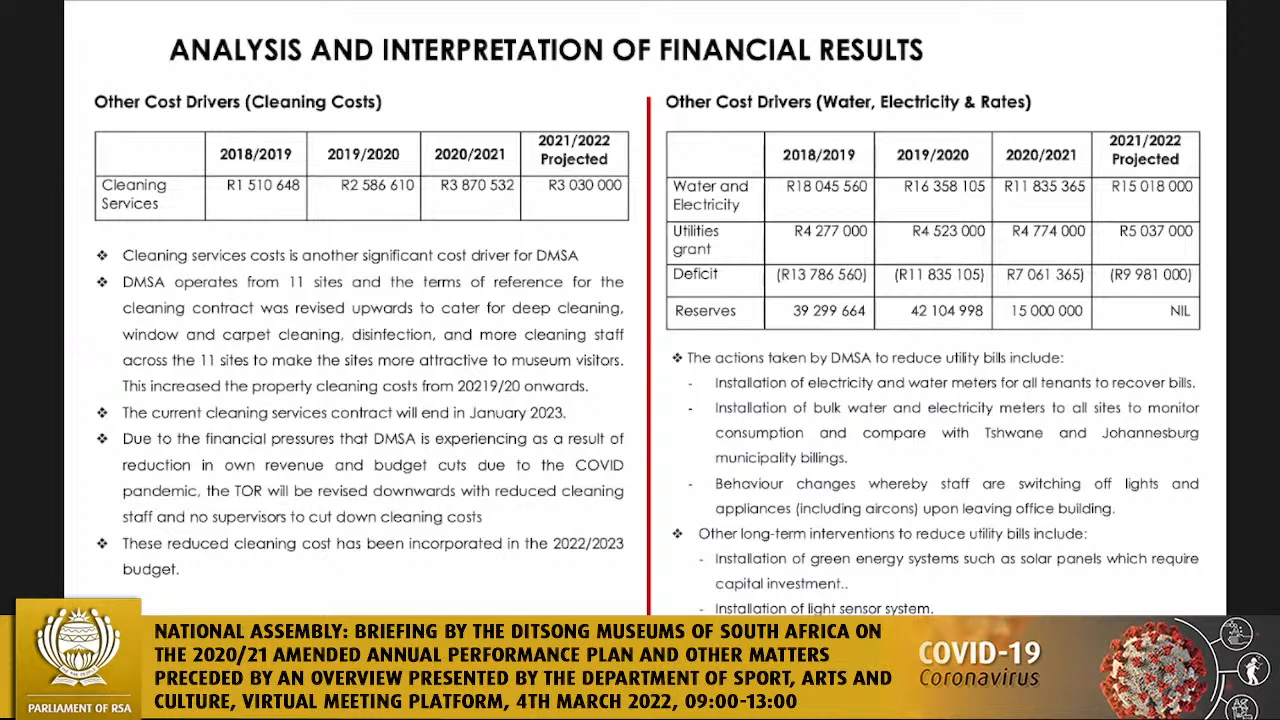 ANALYSIS AND INTERPRETATION OF FINANCIAL RESULTS
Other Cost Drivers (Cleaning Costs)
2018/2019 2019/2020 2020/2021 2021/2022 Projected
Cleaning Services R1 510 648 R2 586 610 R3 870 532 R3 030 000
❖ Cleaning services costs is another significant cost driver for DMSA
❖ DMSA operates from 11 sites and the terms of reference for the
cleaning contract was revised upwards to cater for deep cleaning,
window and carpet cleaning, disinfection, and more cleaning staff
across the 11 sites to make the sites more attractive to museum visitors.
This increased the property cleaning costs from 20219/20 onwards.
❖ The current cleaning services contract will end in January 2023.
❖ Due to the financial pressures that DMSA is experiencing as a result of
reduction in own revenue and budget cuts due to the COVID
pandemic, the TOR will be revised downwards with reduced cleaning
staff and no supervisors to cut down cleaning costs
❖ These reduced cleaning cost has been incorporated in the 2022/2023
budget.
Other Cost Drivers (Water, Electricity & Rates)
2018/2019 2019/2020 2020/2021 2021/2022 Projected
Water and Electricity R18 045 560 R16 358 105 R11 835 365 R15 018 000
Utilities grant R4 277 000 R4 523 000 R4 774 000 R5 037 000
Deficit (R13 786 560) (R11 835 105) R7 061 365) (R9 981 000)
Reserves 39 299 664 42 104 998 15 000 000 NIL
❖ The actions taken by DMSA to reduce utility bills include:
- Installation of electricity and water meters for all tenants to recover bills.
- Installation of bulk water and electricity meters to all sites to monitor
consumption and compare with Tshwane and Johannesburg
municipality billings.
- Behaviour changes whereby staff are switching off lights and
appliances (including aircons) upon leaving office building.
❖ Other long-term interventions to reduce utility bills include:
- Installation of green energy systems such as solar panels which require
capital investment..
- Installation of light sensor system.
PARLIAMENT OF RSA
NATIONAL ASSEMBLY: BRIEFING BY THE DITSONG MUSEUMS OF SOUTH AFRICA ON
THE 2020/21 AMENDED ANNUAL PERFORMANCE PLAN AND OTHER MATTERS
PRECEDED BY AN OVERVIEW PRESENTED BY THE DEPARTMENT OF SPORT, ARTS AND
CULTURE, VIRTUAL MEETING PLATFORM, 4TH MARCH 2022, 09:00-13:00
COVID-19
Coronavirus